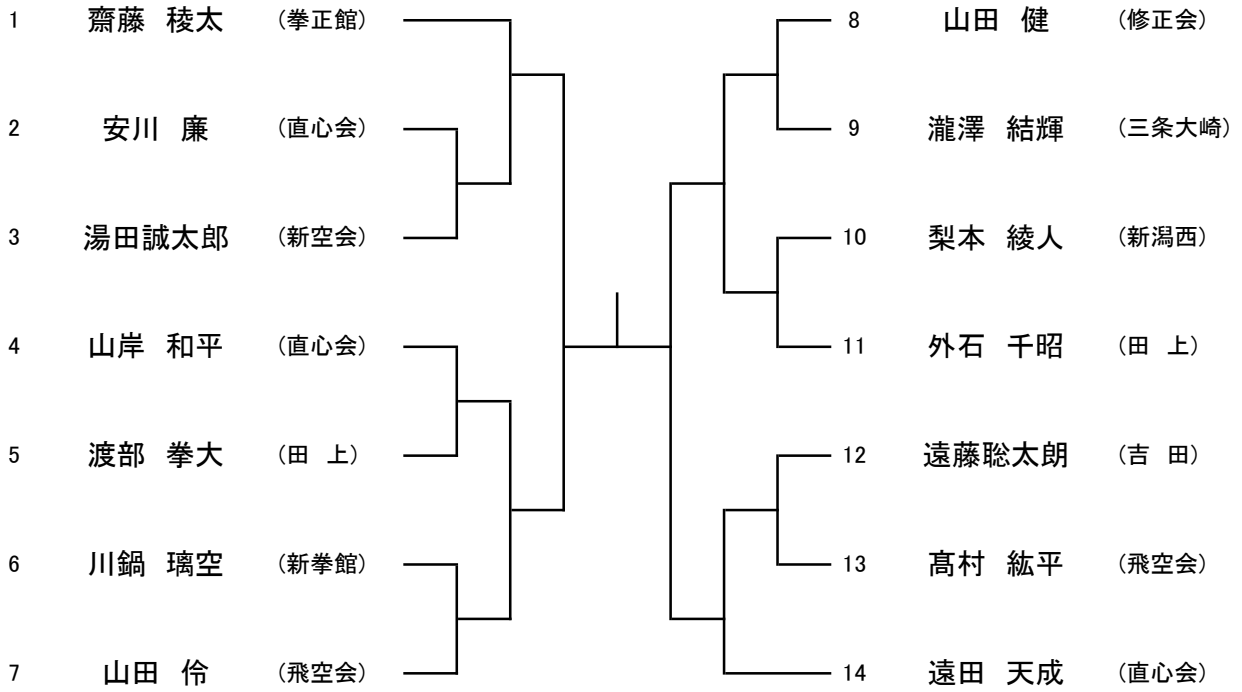 1 齋藤 稜太 (拳正館)
2 安川 廉 (直心会)
3 湯田誠太郎 (新空会)
4 山岸 和平 (直心会)
5 渡部 拳大 (田 上)
6 川鍋 璃空 (新拳館)
7 山田 伶 (飛空会)
8 山田 健 (修正会)
9 瀧澤 結輝 (三条大崎)
10 梨本 綾人 (新潟西)
11 外石 千昭 (田 上)
12 遠藤聡太朗 (吉 田)
13 髙村 紘平 (飛空会)
14 遠田 天成 (直心会)